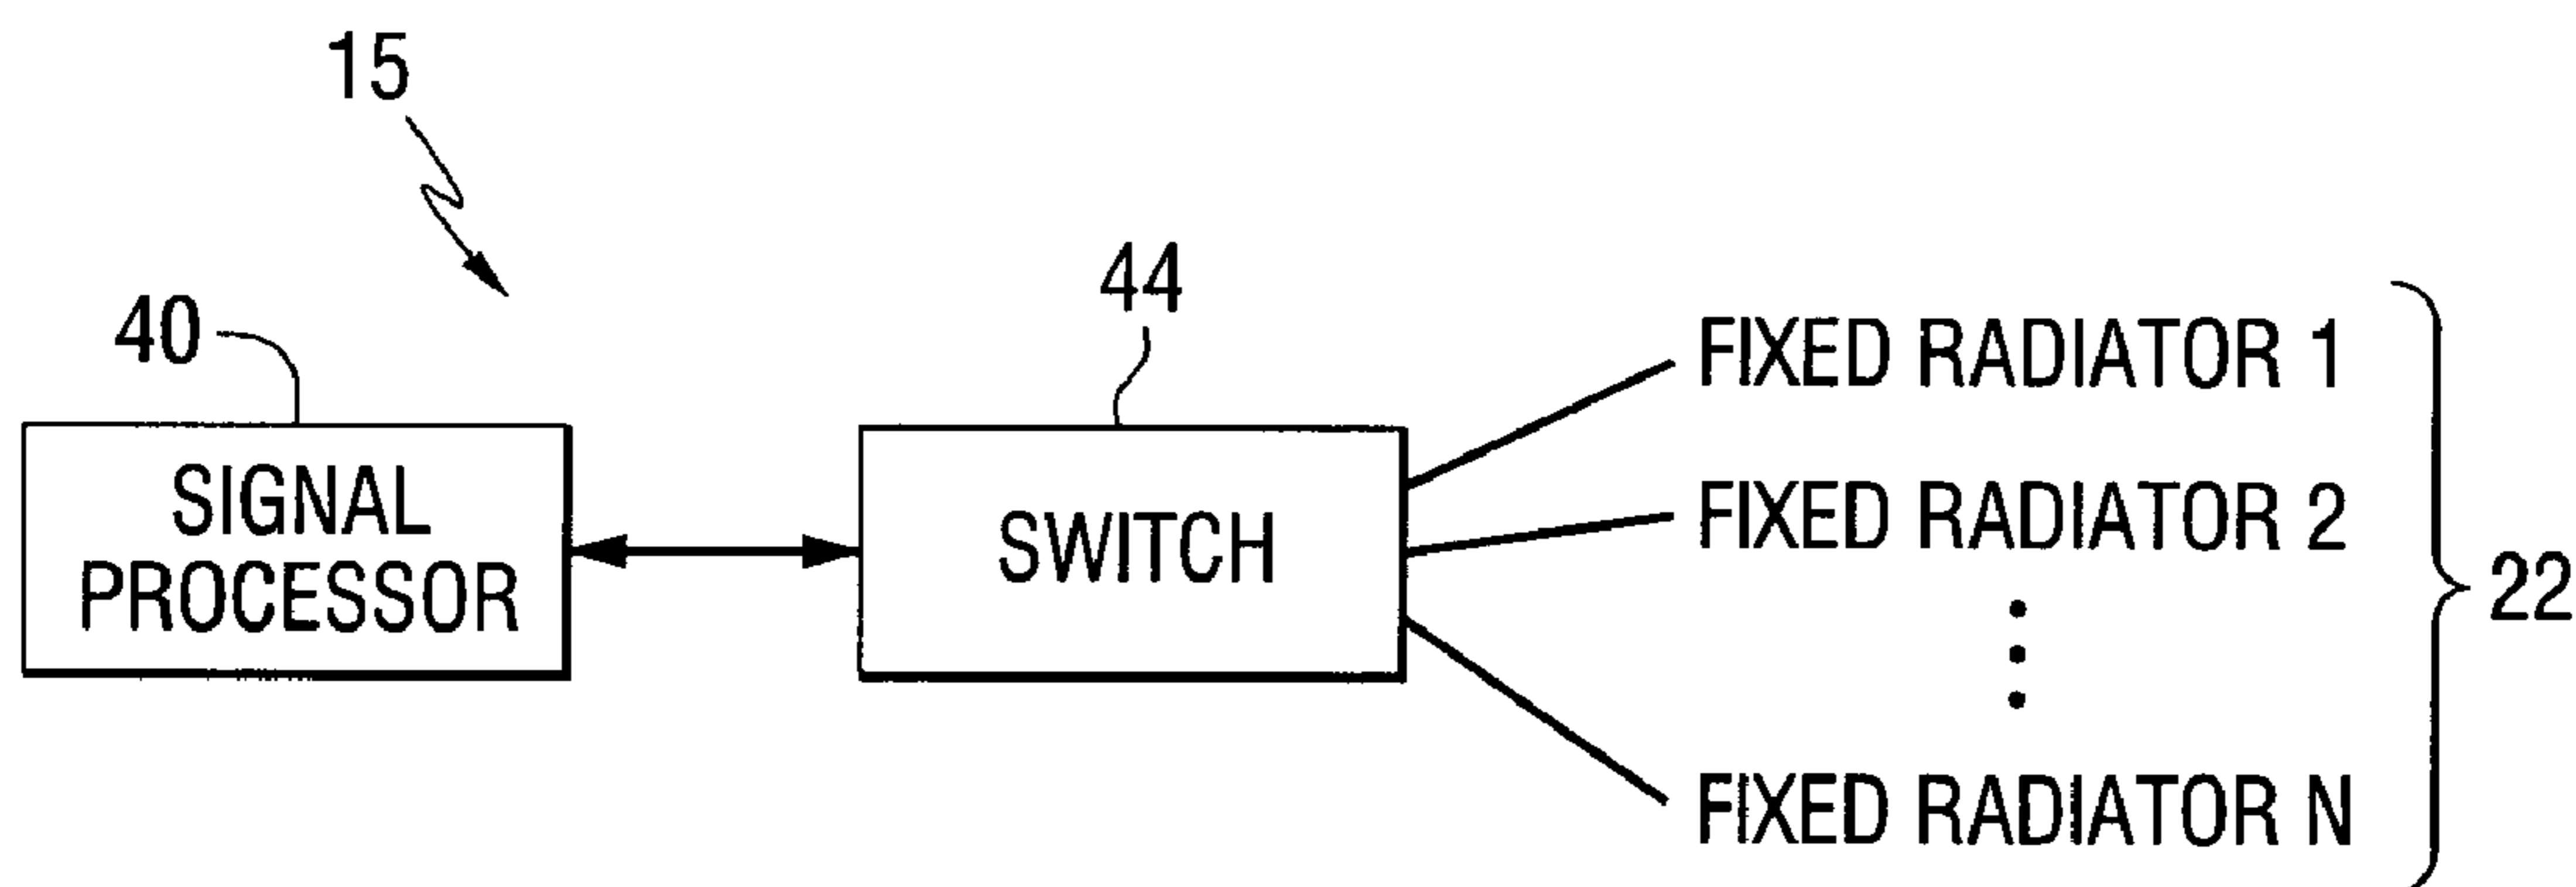 15
40
44
SIGNAL
PROCESSOR
SWITCH
FIXED RADIATOR 1
FIXED RADIATOR 2
FIXED RADIATOR N
22